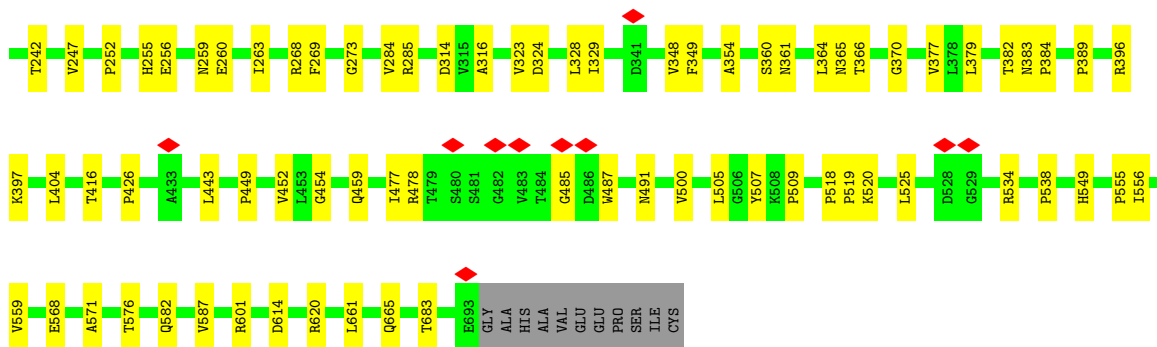 T242 V247 P252 H255 E256 N259 E260 I263 R268 F269 G273 V284 R285 D314 V315 A316 V323 D324 L328 I329 D341 V348 F349 A354 S360 N361 L364 N365 T366 G370 V377 L378 L379 T382 N383 P384 P389 R396
K397 L404 T416 P426 A433 L443 P449 V452 L453 G454 Q459 I477 R478 T479 S480 S481 G482 V483 T484 G485 D486 W487 N491 V500 L505 G506 Y507 K508 P509 P518 P519 K520 L525 D528 G529 R534 P538 H549 P555 I556
V559 E568 A571 T576 Q582 V587 R601 D614 R620 L661 Q665 T683 E693 GLY ALA HIS ALA VAL GLU GLU PRO SER ILE CYS